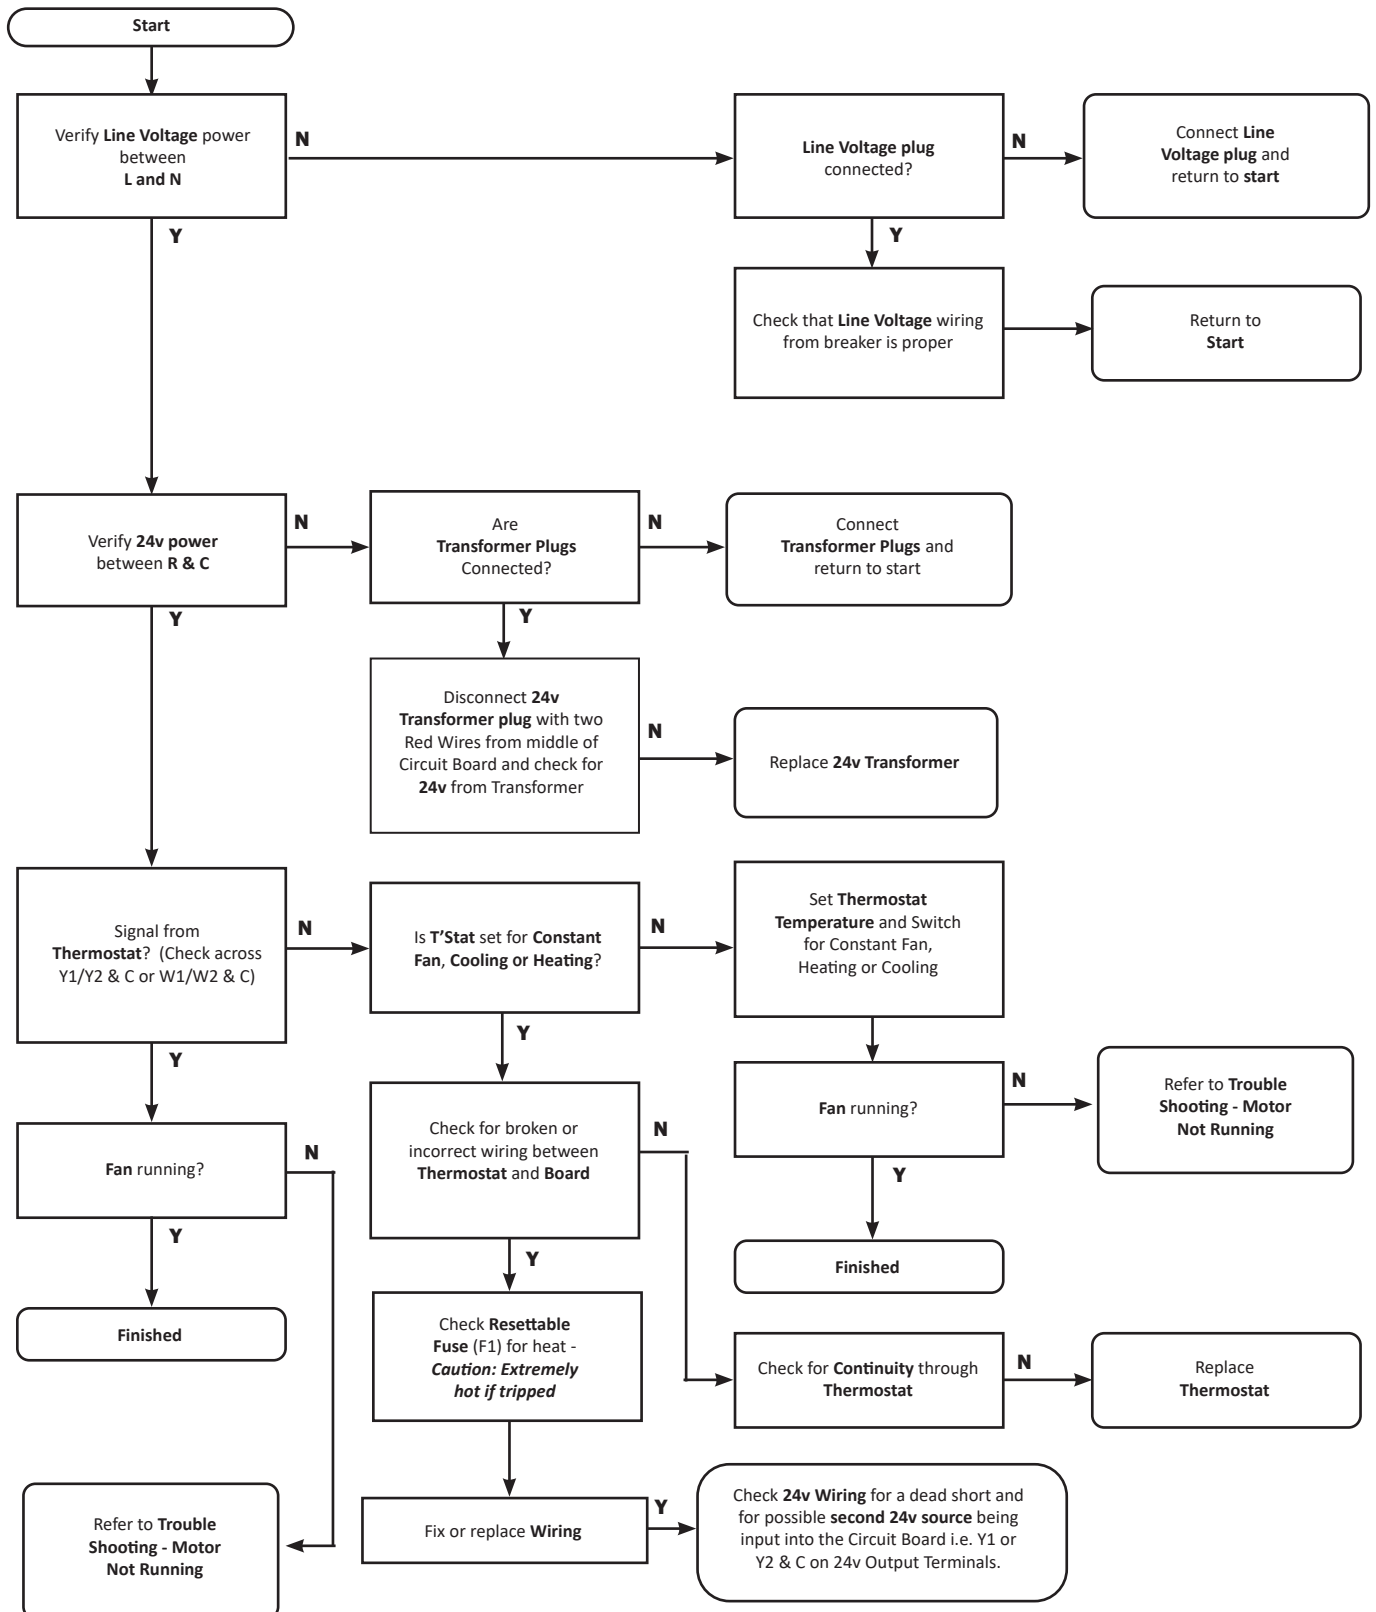 Start
Verify Line Voltage power
between
L and N
N
Line Voltage plug
connected?
N
Connect Line
Voltage plug and
return to start
Y
Y
Check that Line Voltage wiring
from breaker is proper
Return to
Start
Verify 24v power
between R & C
N
Are
Transformer Plugs
Connected?
N
Connect
Transformer Plugs and
return to start
Y
Y
Disconnect 24v
Transformer plug with two
Red Wires from middle of
Circuit Board and check for
24v from Transformer
N
Replace 24v Transformer
Signal from
Thermostat? (Check across
Y1/Y2 & C or W1/W2 & C)
N
Is T'Stat set for Constant
Fan, Cooling or Heating?
N
Set Thermostat
Temperature and Switch
for Constant Fan,
Heating or Cooling
Y
Y
Fan running?
N
Refer to Trouble
Shooting - Motor
Not Running
Y
Finished
Fan running?
N
Y
Finished
Refer to Trouble
Shooting - Motor
Not Running
Check for broken or
incorrect wiring between
Thermostat and Board
N
Y
Check Resettable
Fuse (F1) for heat -
Caution: Extremely
hot if tripped
Check for Continuity through
Thermostat
N
Replace
Thermostat
Fix or replace Wiring
Y
Check 24v Wiring for a dead short and
for possible second 24v source being
input into the Circuit Board i.e. Y1 or
Y2 & C on 24v Output Terminals.